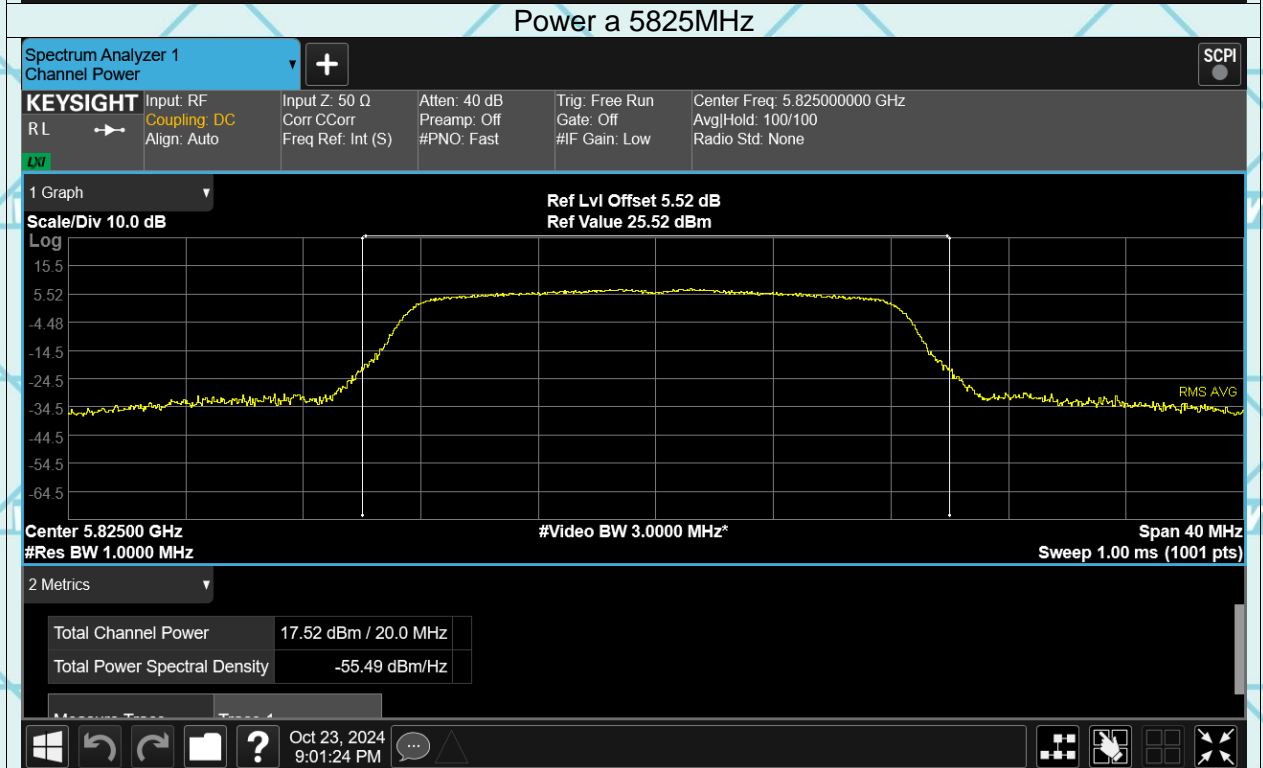 Power a 5825MHz
Spectrum Analyzer 1
Channel Power
+
SCPI
KEYSIGHT
RL
LXI
Input: RF
Coupling: DC
Align: Auto
Input Z: 50 Ω
Corr CCorr
Freq Ref: Int (S)
Atten: 40 dB
Preamp: Off
#PNO: Fast
Trig: Free Run
Gate: Off
#IF Gain: Low
Center Freq: 5.825000000 GHz
Avg|Hold: 100/100
Radio Std: None
1 Graph
Scale/Div 10.0 dB
Ref Lvl Offset 5.52 dB
Ref Value 25.52 dBm
Log
15.5
5.52
-4.48
-14.5
-24.5
-34.5
-44.5
-54.5
-64.5
RMS AVG
Center 5.82500 GHz
#Video BW 3.0000 MHz*
Span 40 MHz
#Res BW 1.0000 MHz
Sweep 1.00 ms (1001 pts)
2 Metrics
Total Channel Power 17.52 dBm / 20.0 MHz
Total Power Spectral Density -55.49 dBm/Hz
?
Oct 23, 2024
9:01:24 PM